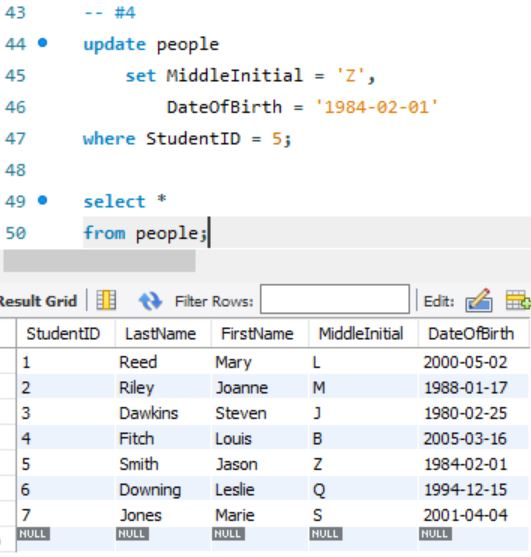 43 -- #4
44 update people
45 set MiddleInitial = 'Z',
46 DateOfBirth = '1984-02-01'
47 where StudentID = 5;
48
49 select *
50 from people;
Result Grid Filter Rows: Edit:
StudentID LastName FirstName MiddleInitial DateOfBirth
1 Reed Mary L 2000-05-02
2 Riley Joanne M 1988-01-17
3 Dawkins Steven J 1980-02-25
4 Fitch Louis B 2005-03-16
5 Smith Jason Z 1984-02-01
6 Downing Leslie Q 1994-12-15
7 Jones Marie S 2001-04-04
NULL NULL NULL NULL NULL